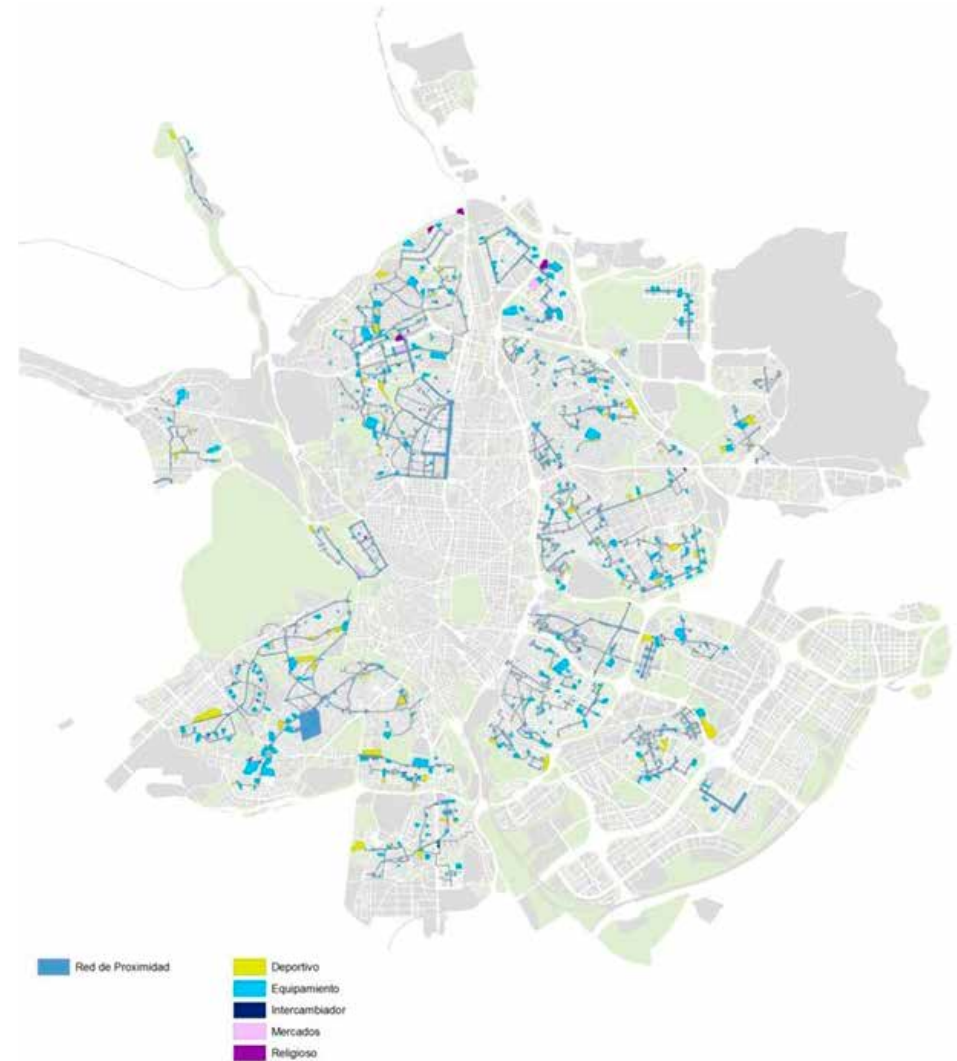 Red de Proximidad
Deportivo
Equipamiento
Intercambiador
Mercados
Religioso